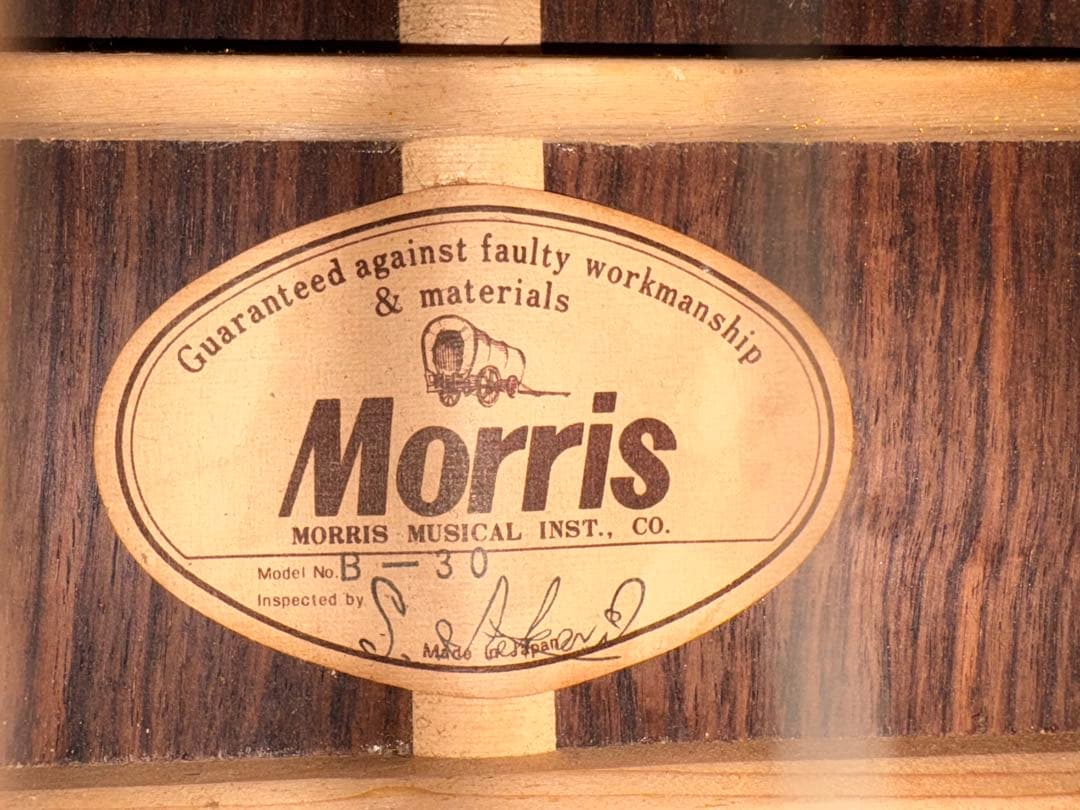 Guaranteed against faulty workmanship
& materials
Morris
MORRIS MUSICAL INST., CO.
Model No. B - 30
Inspected by
Made in Japan